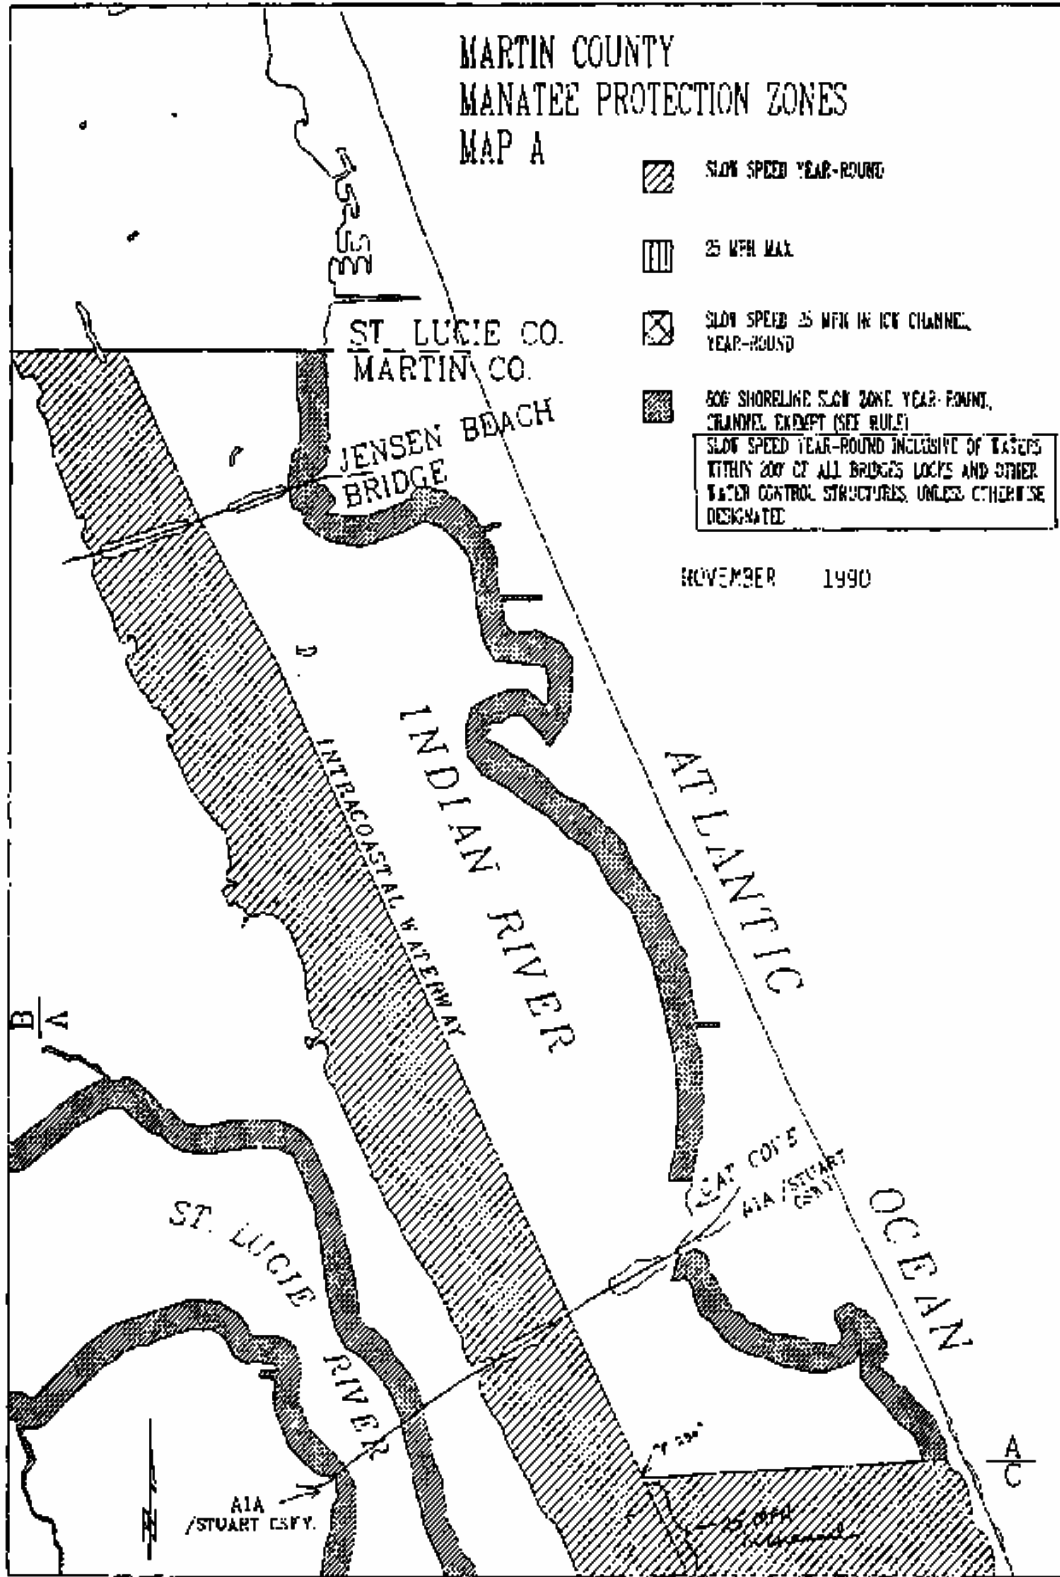 MARTIN COUNTY
MANATEE PROTECTION ZONES
MAP A
SLOW SPEED YEAR-ROUND
25 MPH MAX.
SLOW SPEED 25 MPH IN ICW CHANNEL,
YEAR-ROUND
SHORELINE SLOW ZONE YEAR-ROUND,
CHANNEL EXEMPT (SEE RULE)
SLOW SPEED YEAR-ROUND INCLUSIVE OF WATERS
WITHIN 200' OF ALL BRIDGES LOCKS AND OTHER
WATER CONTROL STRUCTURES, UNLESS OTHERWISE
DESIGNATED
NOVEMBER 1990
ST. LUCIE CO.
MARTIN CO.
JENSEN BEACH
BRIDGE
INDIAN RIVER
INTRACOASTAL WATERWAY
ATLANTIC
OCEAN
B A
CAT COVE
A1A /STUART
ST. LUCIE
RIVER
A1A
/STUART CSWY.
A
C
25 MPH
in channel
N